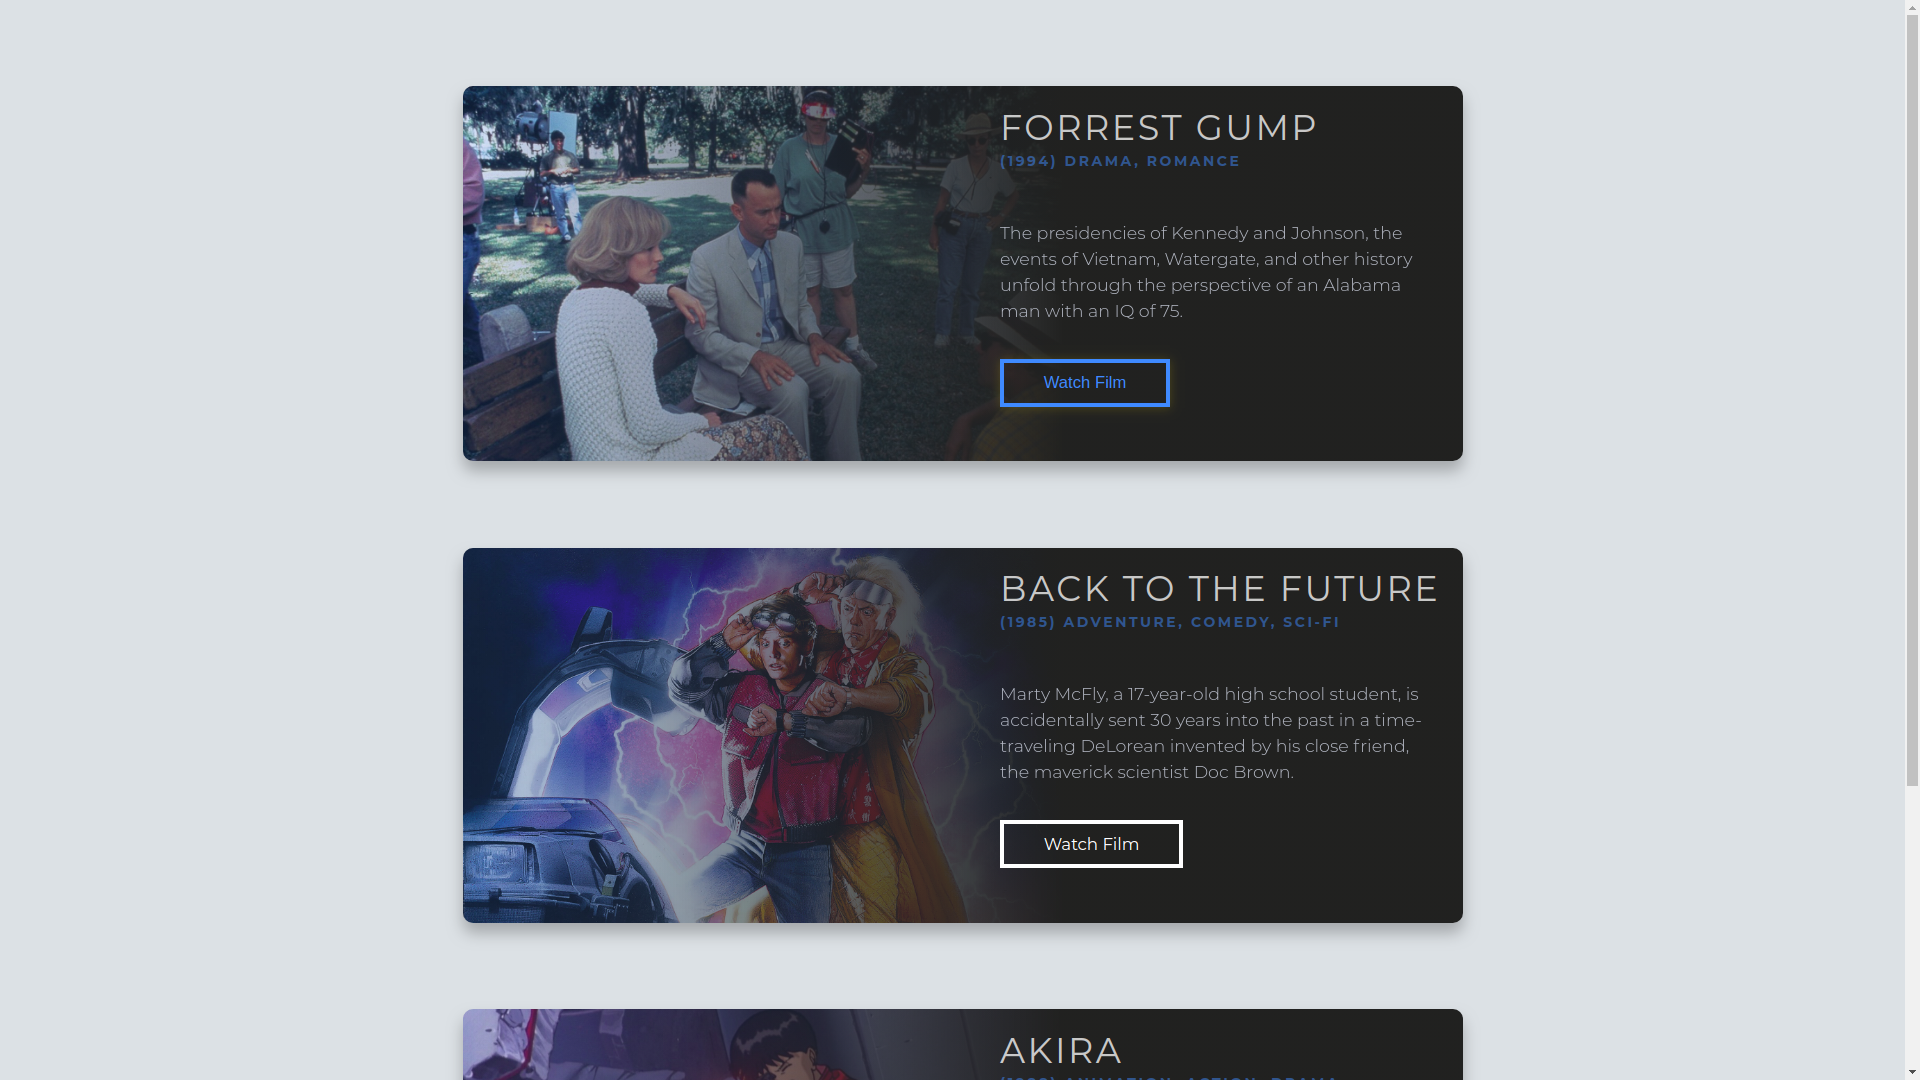 FORREST GUMP
(1994) DRAMA, ROMANCE
The presidencies of Kennedy and Johnson, the
events of Vietnam, Watergate, and other history
unfold through the perspective of an Alabama
man with an IQ of 75.
Watch Film
BACK TO THE FUTURE
(1985) ADVENTURE, COMEDY, SCI-FI
Marty McFly, a 17-year-old high school student, is
accidentally sent 30 years into the past in a time-
traveling DeLorean invented by his close friend,
the maverick scientist Doc Brown.
Watch Film
AKIRA